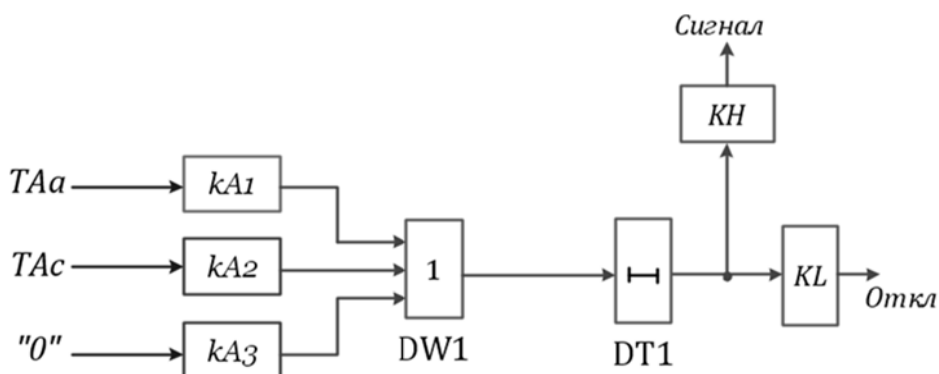 Сигнал
KH
TAa
kA1
TAc
kA2
1
KL
Откл
"0"
kA3
DW1
DT1